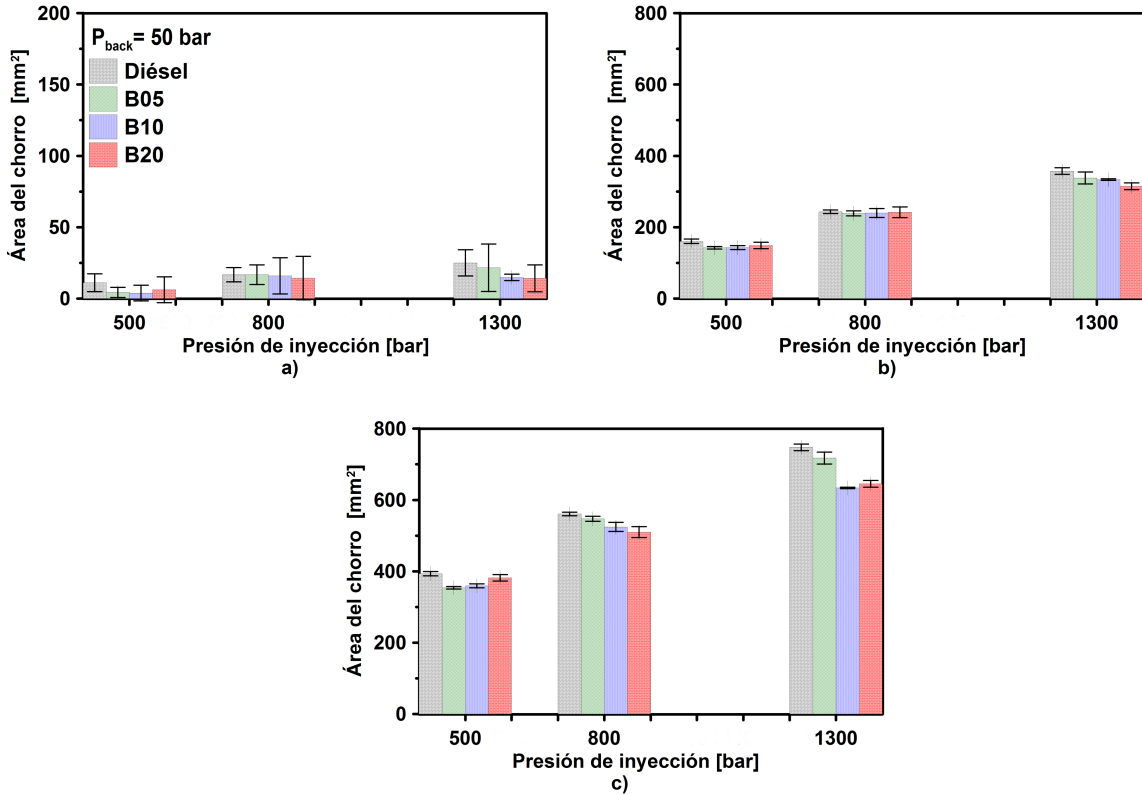 200
150
100
50
0
Área del chorro [mm²]
P_back = 50 bar
Diésel
B05
B10
B20
500
800
1300
Presión de inyección [bar]
a)
800
600
400
200
0
Área del chorro [mm²]
500
800
1300
Presión de inyección [bar]
b)
800
600
400
200
0
Área del chorro [mm²]
500
800
1300
Presión de inyección [bar]
c)